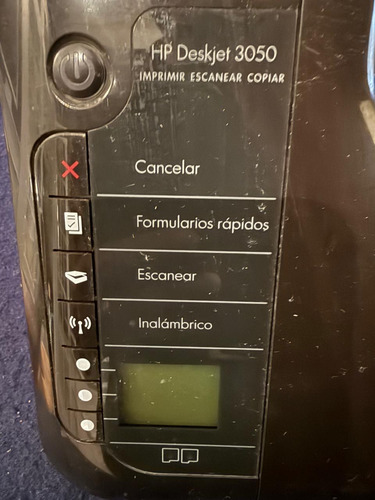 HP Deskjet 3050
IMPRIMIR ESCANEAR COPIAR
Cancelar
Formularios rápidos
Escanear
Inalámbrico